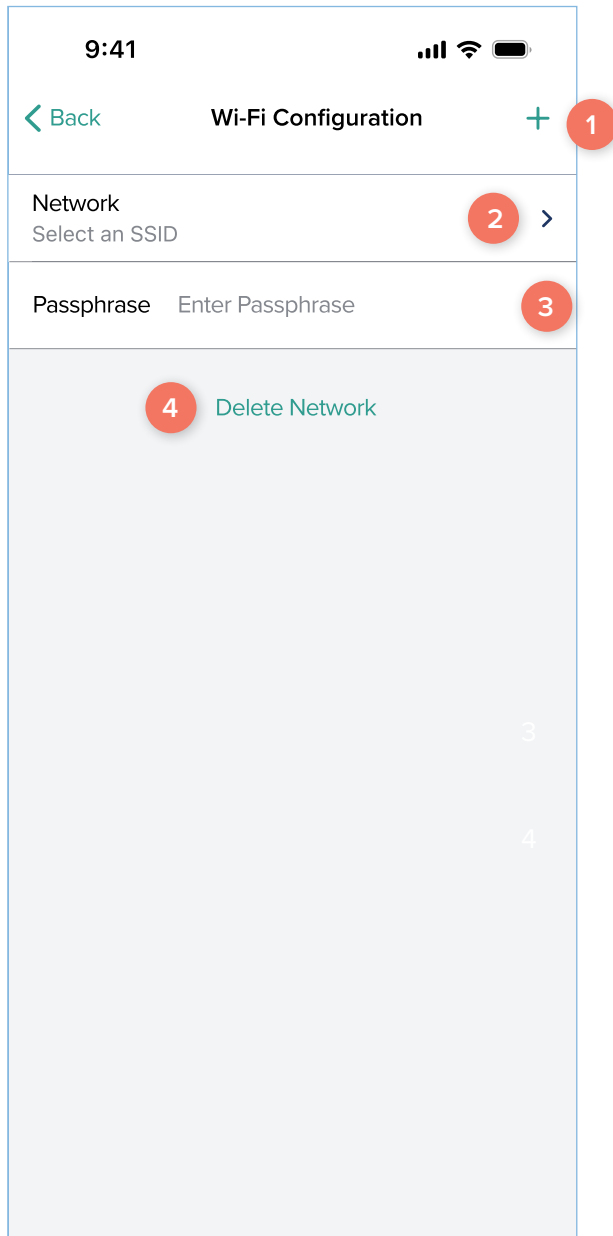 9:41
Back Wi-Fi Configuration + 1
Network
Select an SSID
2
Passphrase Enter Passphrase 3
4 Delete Network
3
4